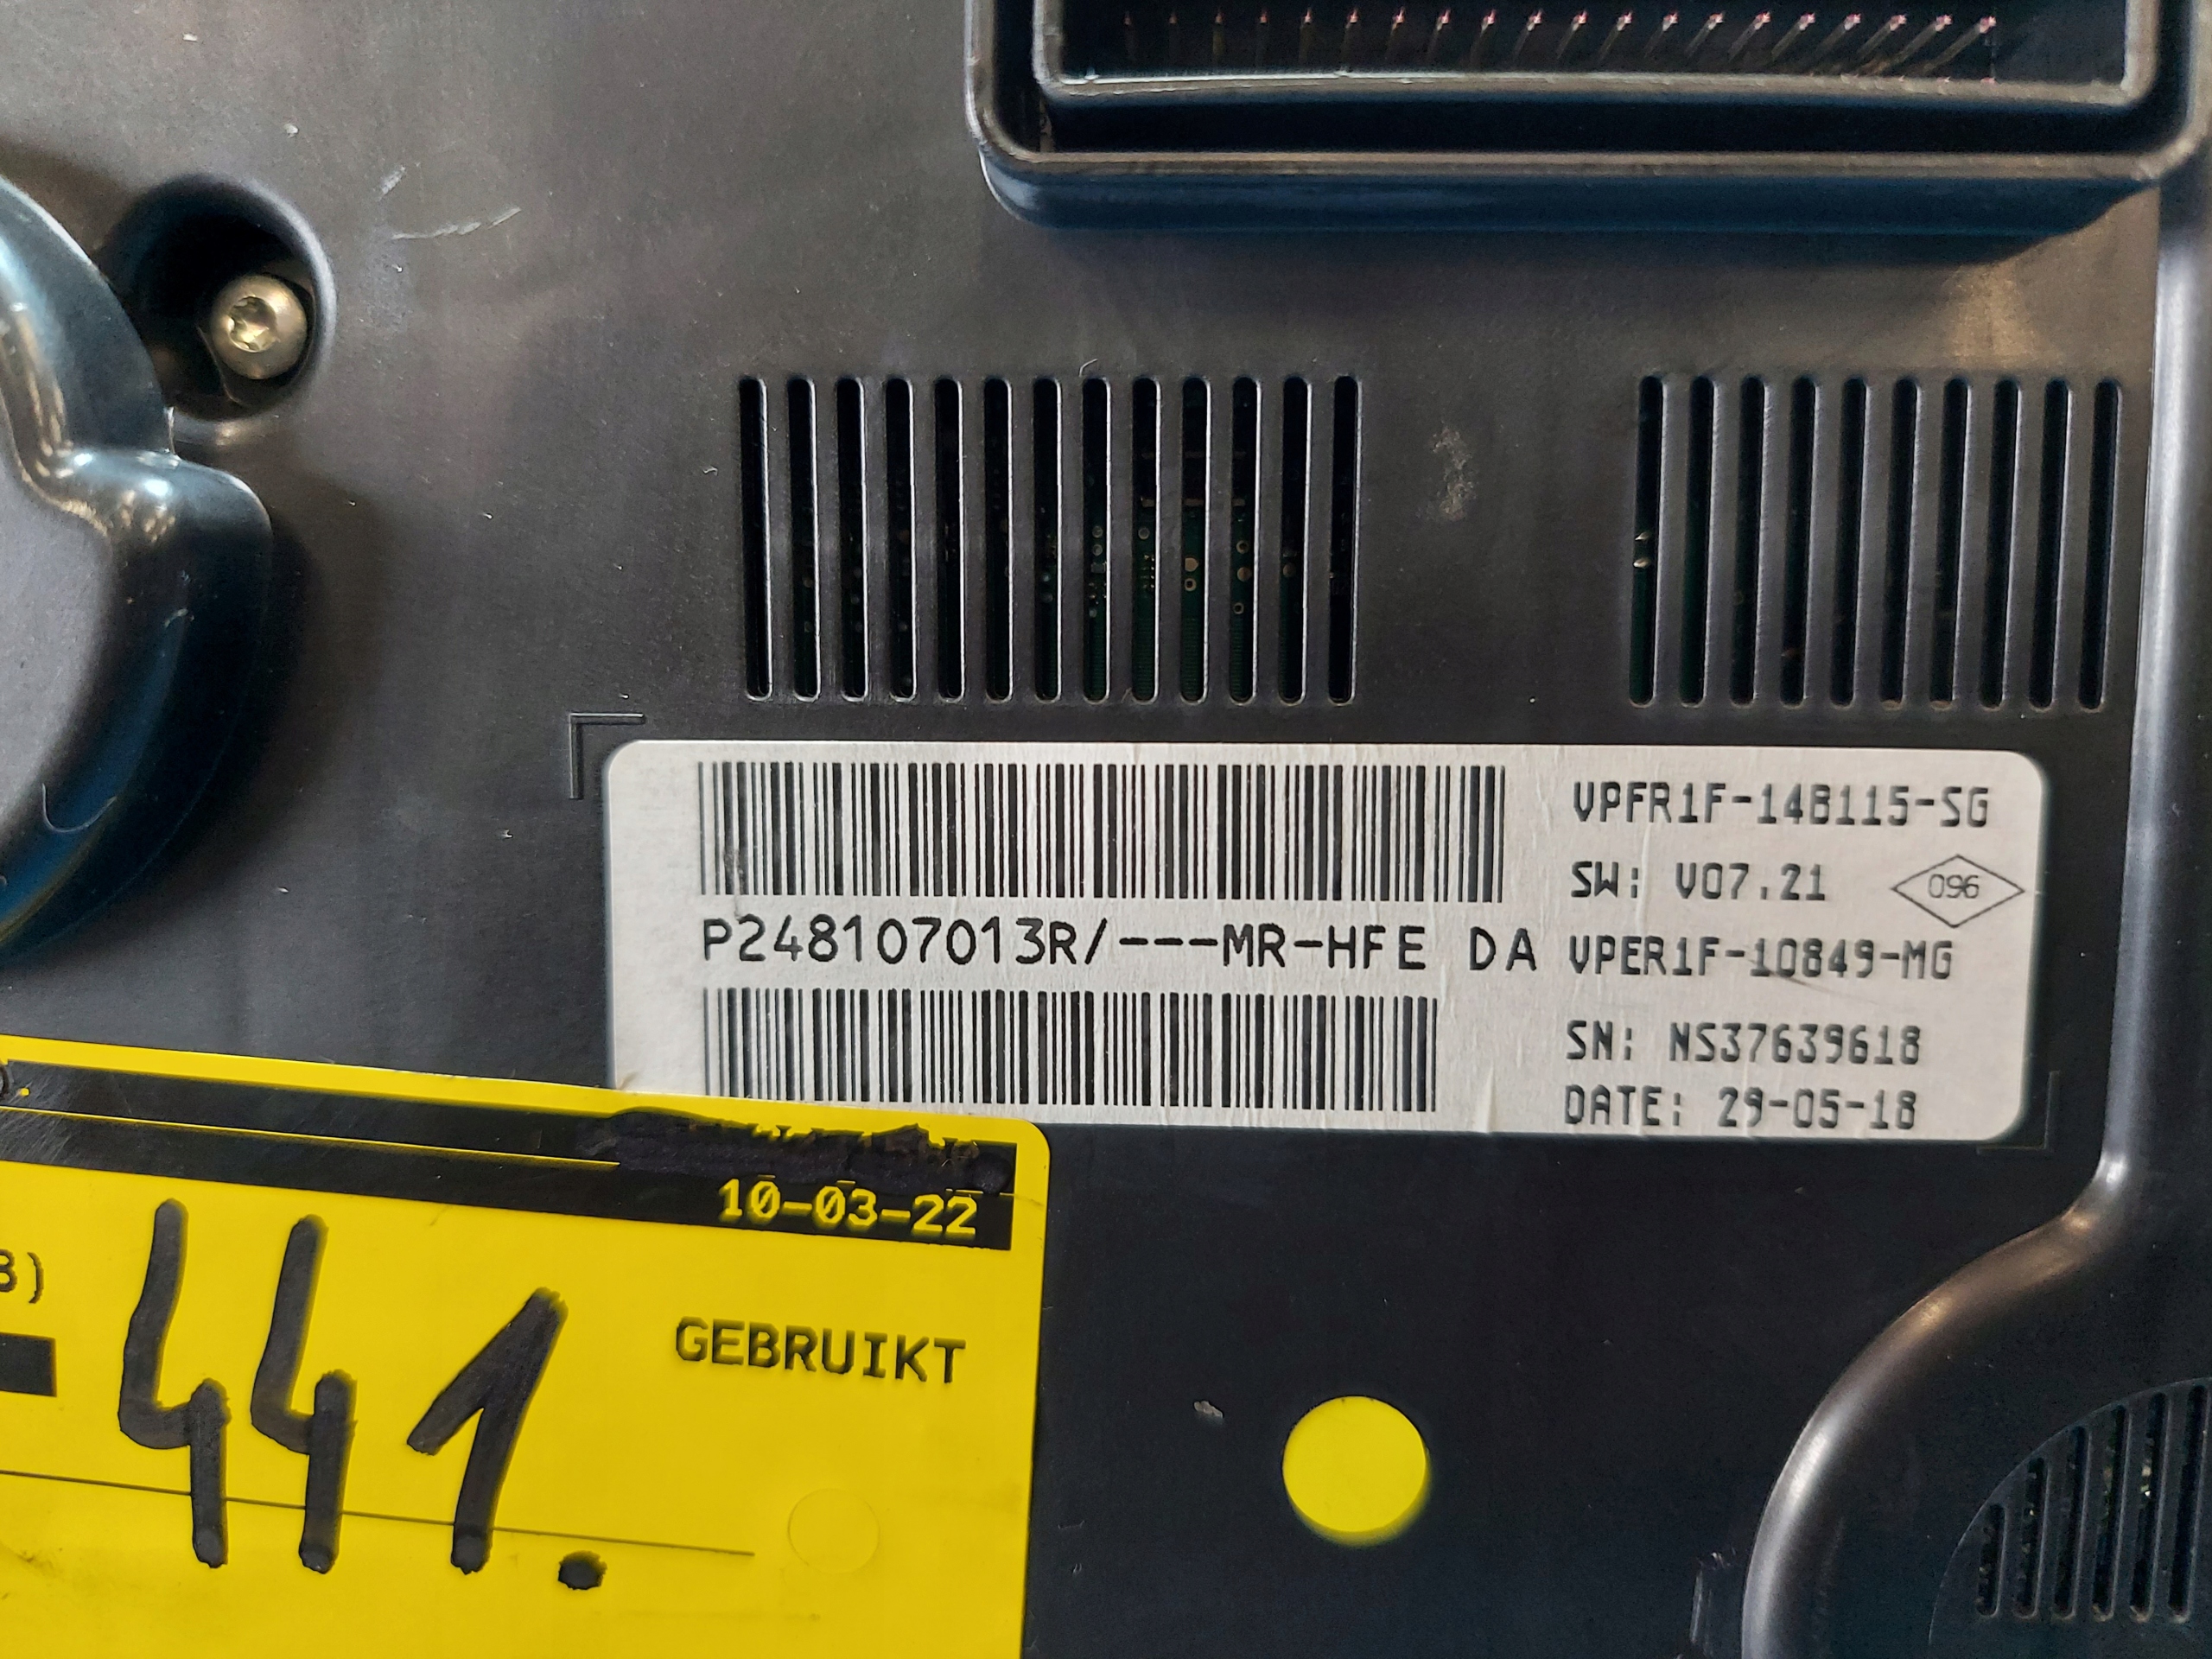 VPFR1F-14B115-SG
SW: V07.21
096
P248107013R/---MR-HFE DA
VPER1F-10849-MG
SN: NS37639618
DATE: 29-05-18
10-03-22
B)
441.
GEBRUIKT